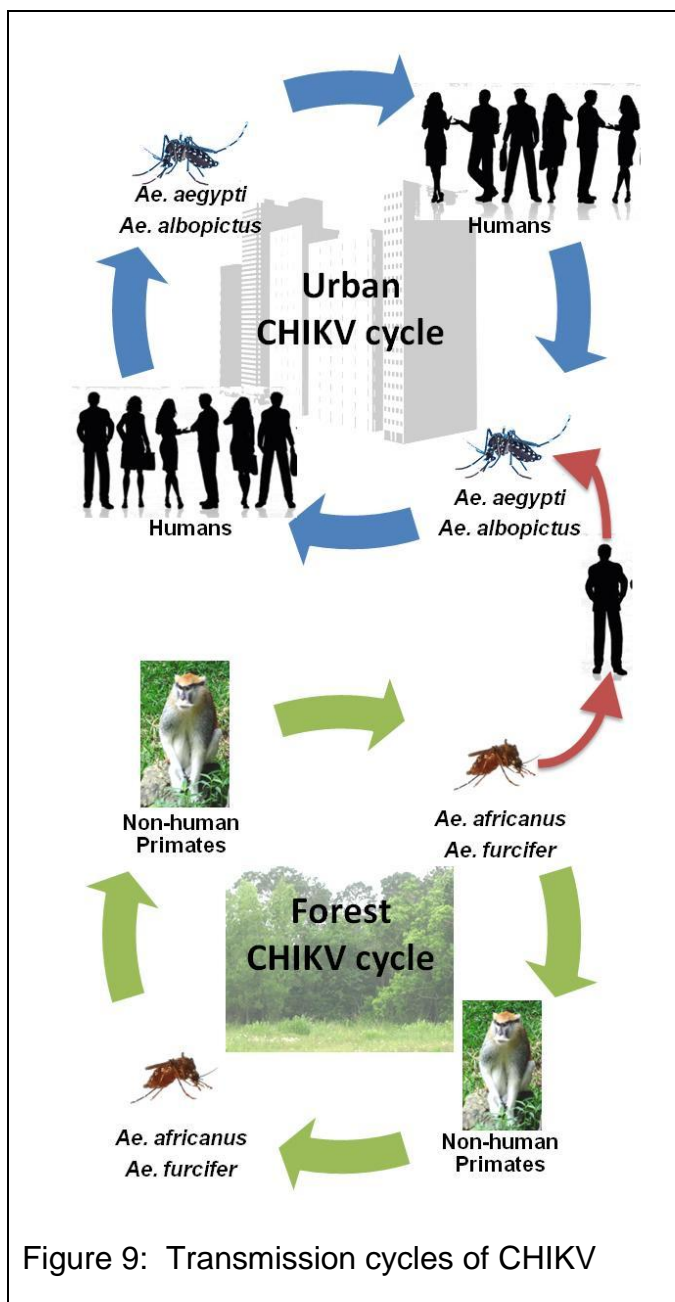 Ae. aegypti
Ae. albopictus
Humans
Urban
CHIKV cycle
Humans
Ae. aegypti
Ae. albopictus
Non-human
Primates
Ae. africanus
Ae. furcifer
Forest
CHIKV cycle
Ae. africanus
Ae. furcifer
Non-human
Primates
Figure 9:  Transmission cycles of CHIKV